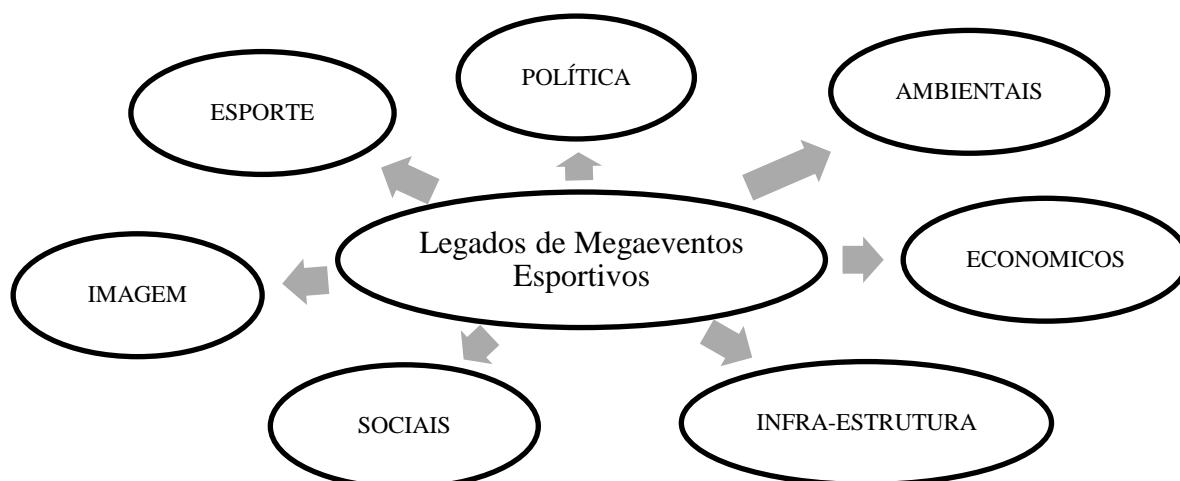 POLÍTICA
AMBIENTAIS
ESPORTE
Legados de Megaeventos
Esportivos
ECONOMICOS
IMAGEM
SOCIAIS
INFRA-ESTRUTURA